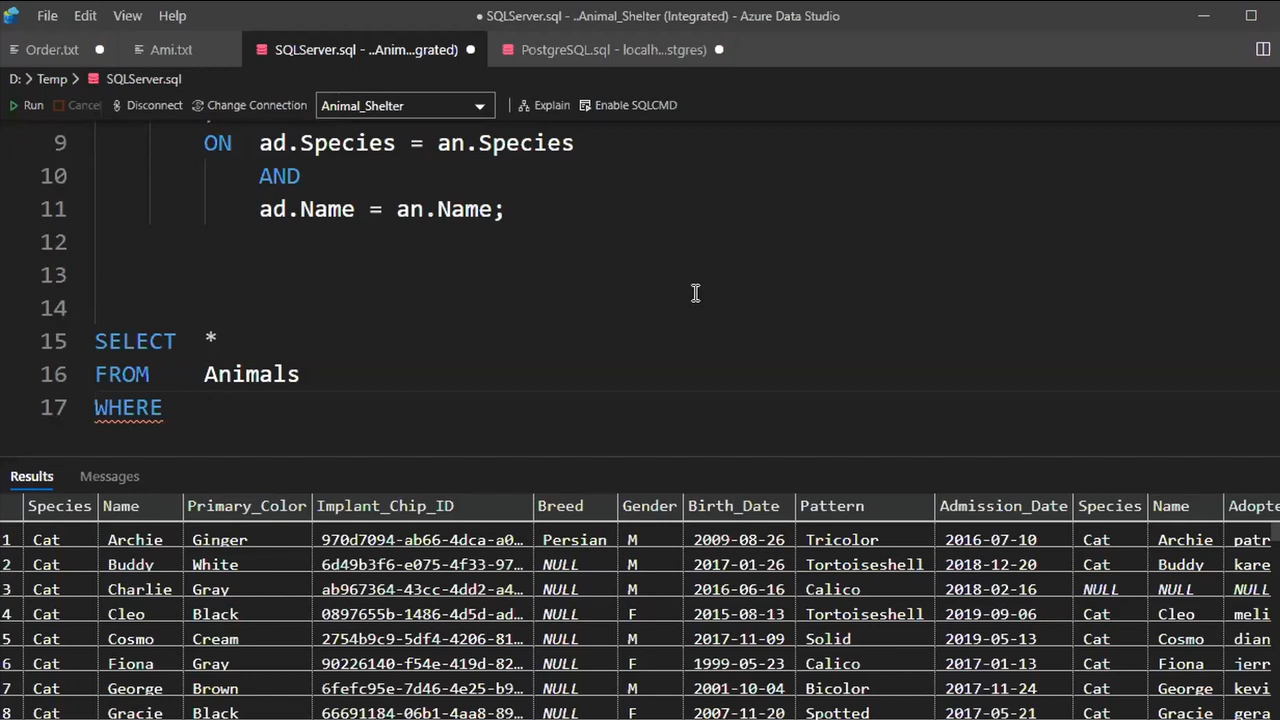 File Edit View Help ● SQLServer.sql - ..Animal_Shelter (Integrated) - Azure Data Studio
Order.txt Ami.txt SQLServer.sql - ..Anim...grated) PostgreSQL.sql - localh...stgres)
D: > Temp > SQLServer.sql
Run Cancel Disconnect Change Connection Animal_Shelter Explain Enable SQLCMD
9 ON ad.Species = an.Species
10 AND
11 ad.Name = an.Name;
12
13
14
15 SELECT *
16 FROM Animals
17 WHERE
Results Messages
Species Name Primary_Color Implant_Chip_ID Breed Gender Birth_Date Pattern Admission_Date Species Name Adopte
1 Cat Archie Ginger 970d7094-ab66-4dca-a0... Persian M 2009-08-26 Tricolor 2016-07-10 Cat Archie patr
2 Cat Buddy White 6d49b3f6-e075-4f33-97... NULL M 2017-01-26 Tortoiseshell 2018-12-20 Cat Buddy kare
3 Cat Charlie Gray ab967364-43cc-4dd2-a4... NULL M 2016-06-16 Calico 2018-02-16 NULL NULL NULL
4 Cat Cleo Black 0897655b-1486-4d5d-ad... NULL F 2015-08-13 Tortoiseshell 2019-09-06 Cat Cleo meli
5 Cat Cosmo Cream 2754b9c9-5df4-4206-81... NULL M 2017-11-09 Solid 2019-05-13 Cat Cosmo dian
6 Cat Fiona Gray 90226140-f54e-419d-82... NULL F 1999-05-23 Calico 2017-01-13 Cat Fiona jerr
7 Cat George Brown 6fefc95e-7d46-4e25-b9... NULL M 2001-10-04 Bicolor 2017-11-24 Cat George kevi
8 Cat Gracie Black 66691184-06b1-4aa8-89... NULL F 2007-11-20 Spotted 2017-05-21 Cat Gracie gera